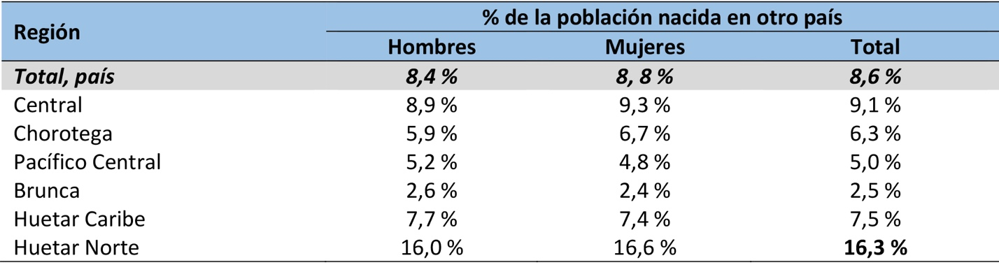 Región
% de la población nacida en otro país
Hombres Mujeres Total
Total, país 8,4 % 8, 8 % 8,6 %
Central 8,9 % 9,3 % 9,1 %
Chorotega 5,9 % 6,7 % 6,3 %
Pacífico Central 5,2 % 4,8 % 5,0 %
Brunca 2,6 % 2,4 % 2,5 %
Huetar Caribe 7,7 % 7,4 % 7,5 %
Huetar Norte 16,0 % 16,6 % 16,3 %